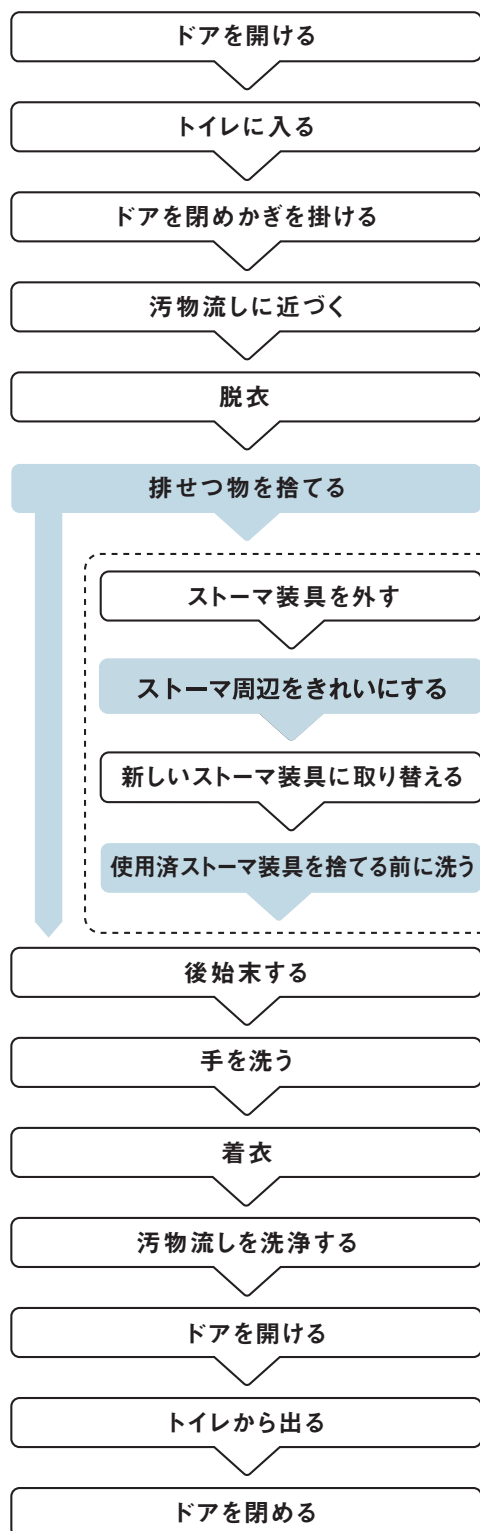 ドアを開ける
トイレに入る
ドアを閉めかぎを掛ける
汚物流しに近づく
脱衣
排せつ物を捨てる
ストーマ装具を外す
ストーマ周辺をきれいにする
新しいストーマ装具に取り替える
使用済ストーマ装具を捨てる前に洗う
後始末する
手を洗う
着衣
汚物流しを洗浄する
ドアを開ける
トイレから出る
ドアを閉める